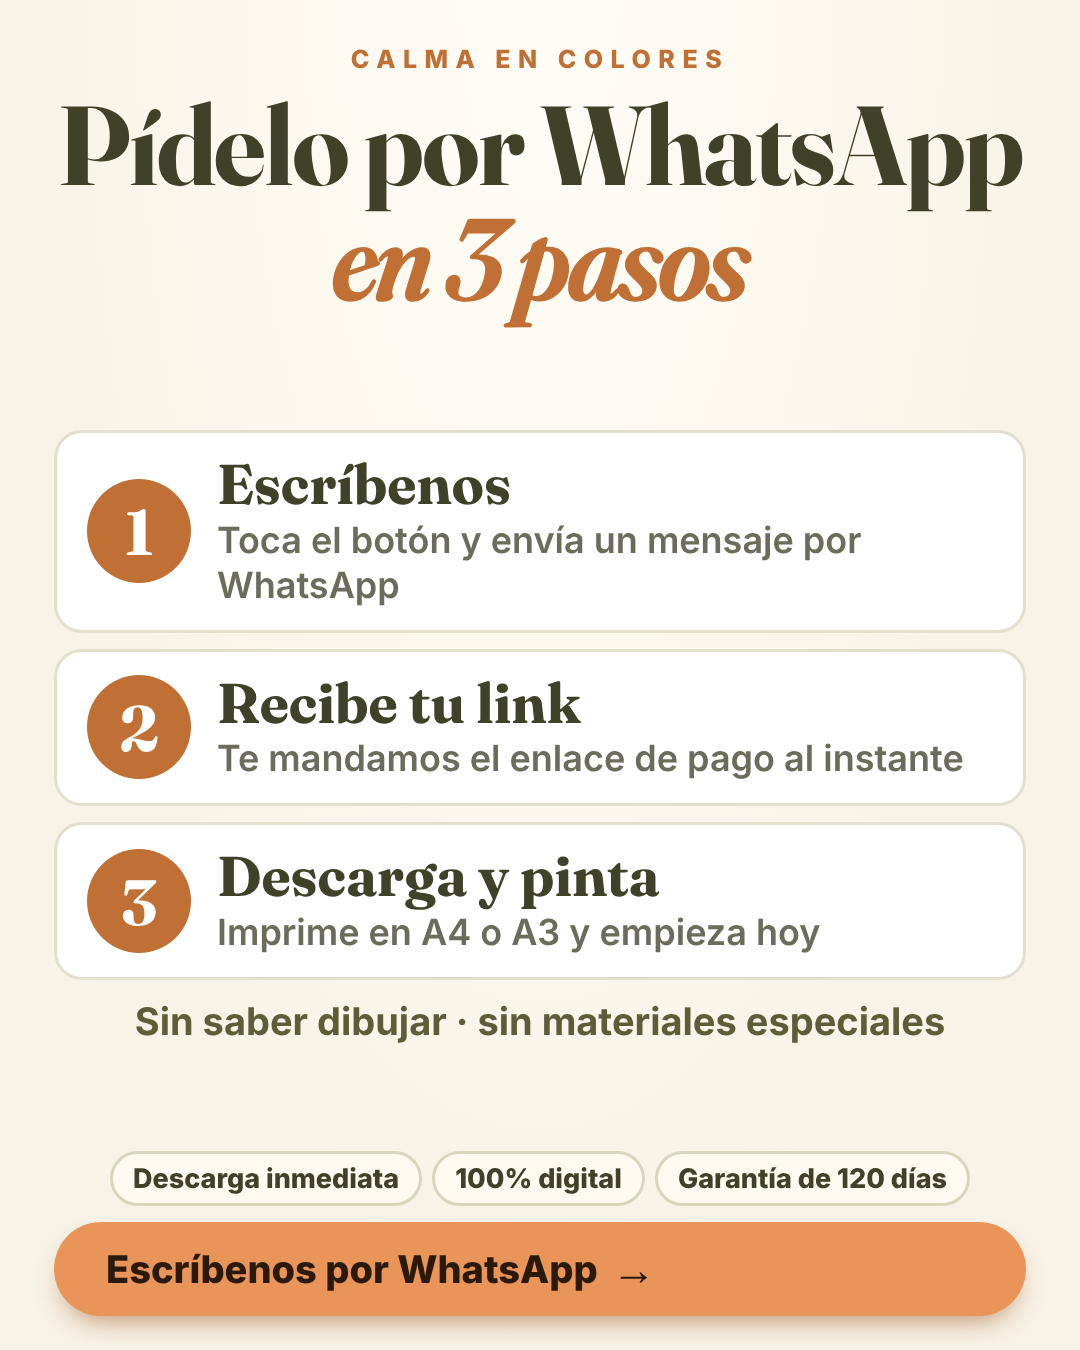 CALMA EN COLORES
Pídelo por WhatsApp
en 3 pasos
1
Escríbenos
Toca el botón y envía un mensaje por
WhatsApp
2
Recibe tu link
Te mandamos el enlace de pago al instante
3
Descarga y pinta
Imprime en A4 o A3 y empieza hoy
Sin saber dibujar · sin materiales especiales
Descarga inmediata
100% digital
Garantía de 120 días
Escríbenos por WhatsApp →